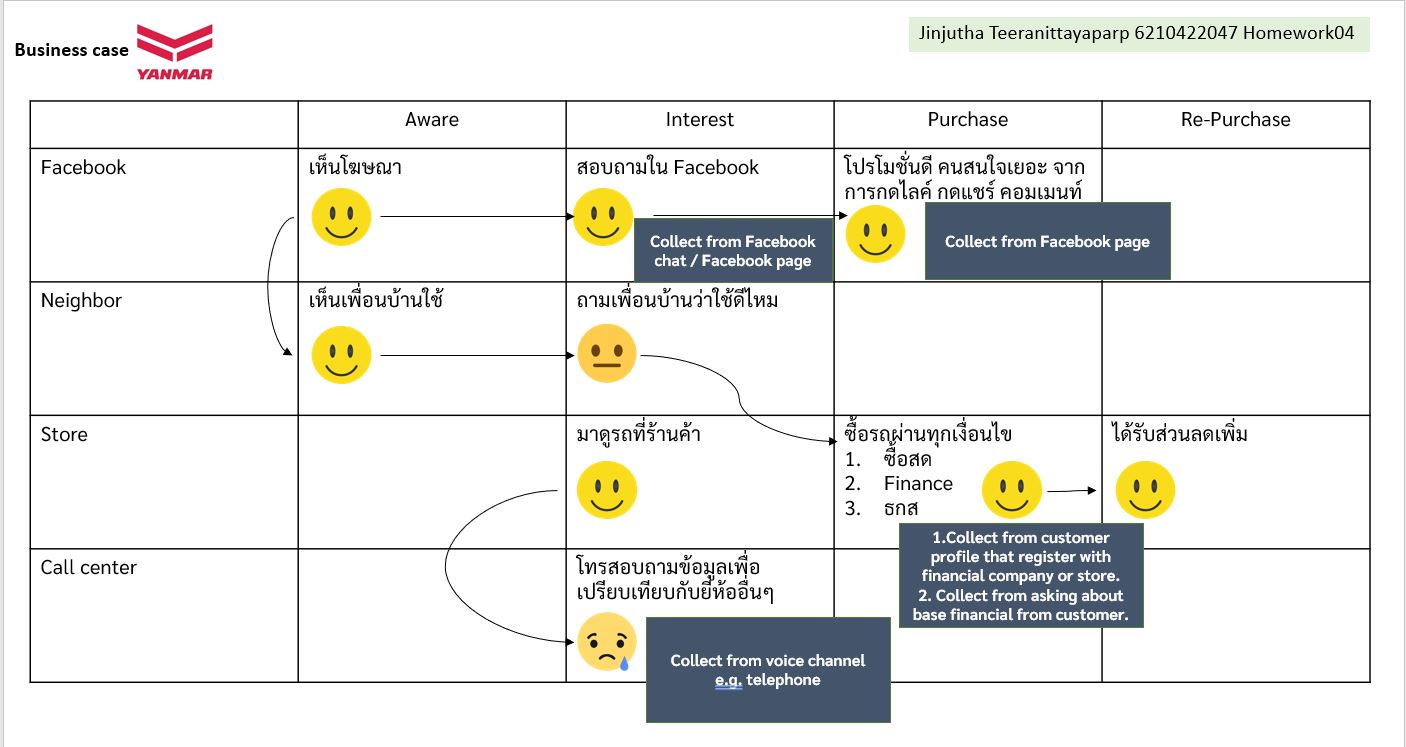 Jinjutha Teeranittayaparp 6210422047 Homework04
Business case
YANMAR
Aware
Interest
Purchase
Re-Purchase
Facebook
เห็นโฆษณา
สอบถามใน Facebook
โปรโมชั่นดี คนสนใจเยอะ จาก
การกดไลค์ กดแชร์ คอมเมนท์
Collect from Facebook
chat / Facebook page
Collect from Facebook page
Neighbor
เห็นเพื่อนบ้านใช้
ถามเพื่อนบ้านว่าใช้ดีไหม
Store
มาดูรถที่ร้านค้า
ซื้อรถผ่านทุกเงื่อนไข
1. ซื้อสด
2. Finance
3. ธกส
ได้รับส่วนลดเพิ่ม
1.Collect from customer
profile that register with
financial company or store.
2. Collect from asking about
base financial from customer.
Call center
โทรสอบถามข้อมูลเพื่อ
เปรียบเทียบกับยี่ห้ออื่นๆ
Collect from voice channel
e.g. telephone